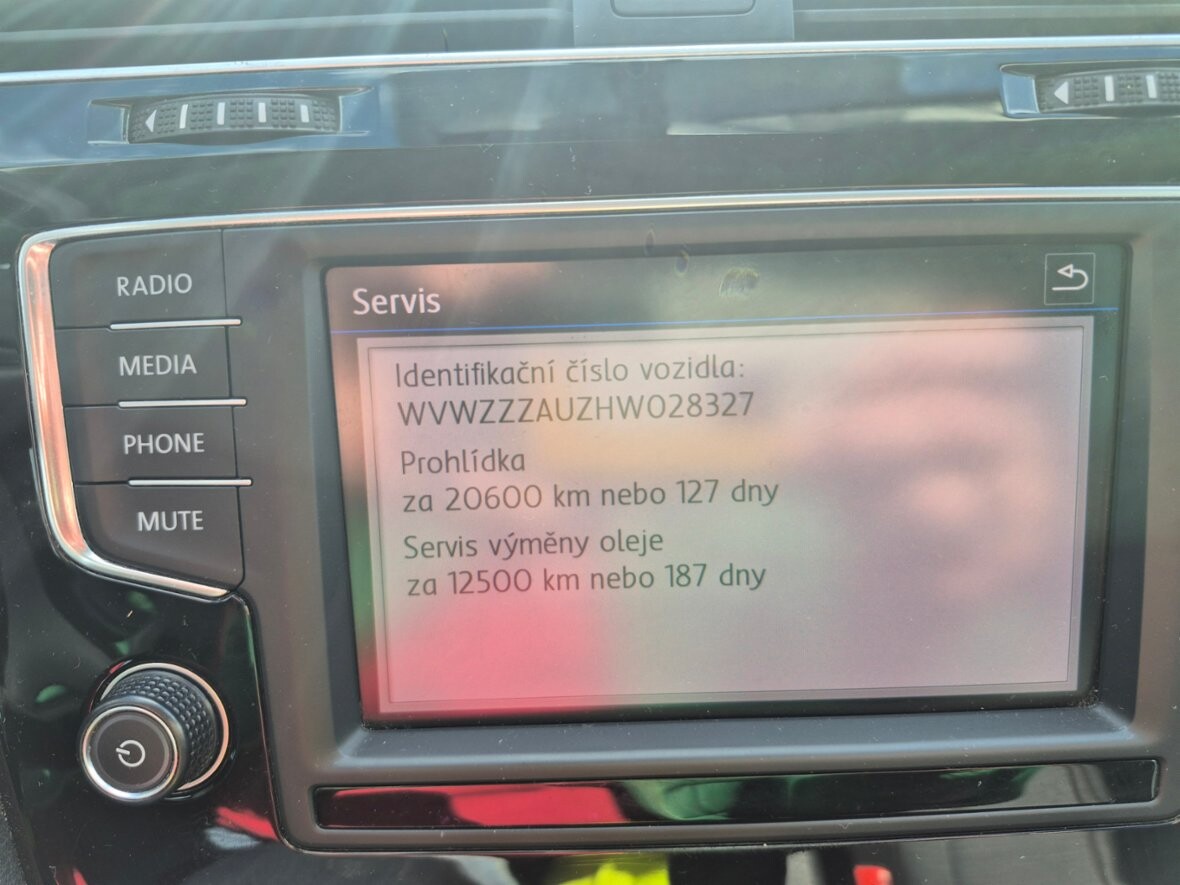 RADIO
MEDIA
PHONE
MUTE
Servis
Identifikační číslo vozidla:
WVWZZZAUZHW028327
Prohlídka
za 20600 km nebo 127 dny
Servis výměny oleje
za 12500 km nebo 187 dny